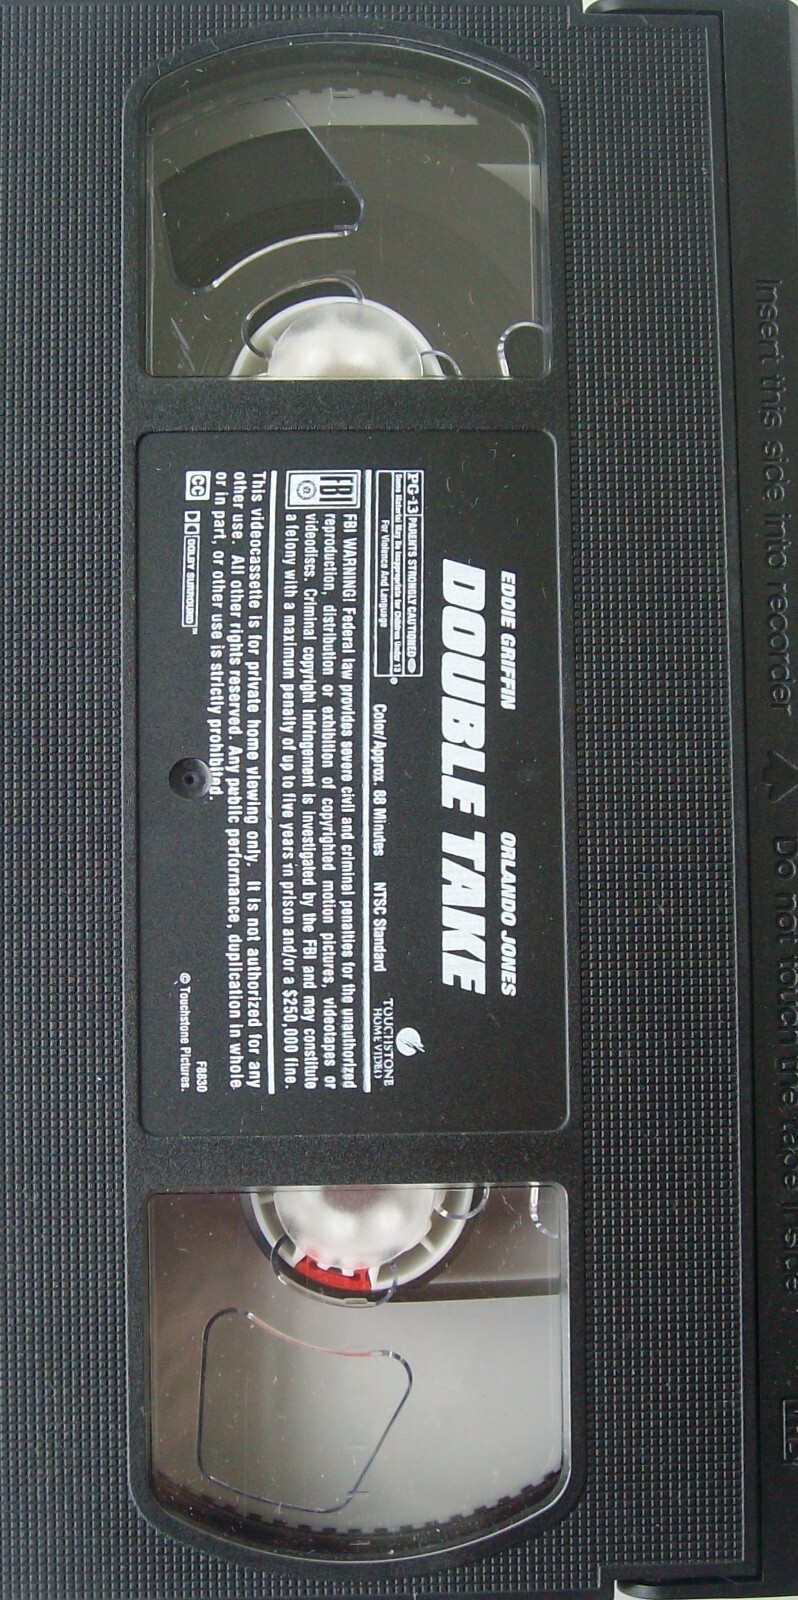 Insert this side into recorder
Do not touch the tape inside
EDDIE GRIFFIN ORLANDO JONES
DOUBLE TAKE
PG-13 PARENTS STRONGLY CAUTIONED
Some Material May Be Inappropriate for Children Under 13
For Violence And Language
®
Color/Approx. 88 Minutes NTSC Standard
TOUCHSTONE
HOME VIDEO
FBI
FBI WARNING! Federal law provides severe civil and criminal penalties for the unauthorized
reproduction, distribution or exhibition of copyrighted motion pictures, videotapes or
videodiscs. Criminal copyright infringement is investigated by the FBI and may constitute
a felony with a maximum penalty of up to five years in prison and/or a $250,000 fine.
This videocassette is for private home viewing only. It is not authorized for any
other use. All other rights reserved. Any public performance, duplication in whole
or in part, or other use is strictly prohibited.
CC DOLBY SURROUND™
F8830
© Touchstone Pictures.